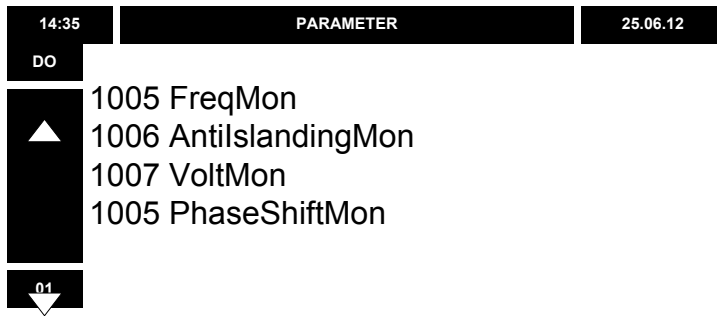 14:35 PARAMETER 25.06.12
DO
1005 FreqMon
1006 AntiIslandingMon
1007 VoltMon
1005 PhaseShiftMon
01